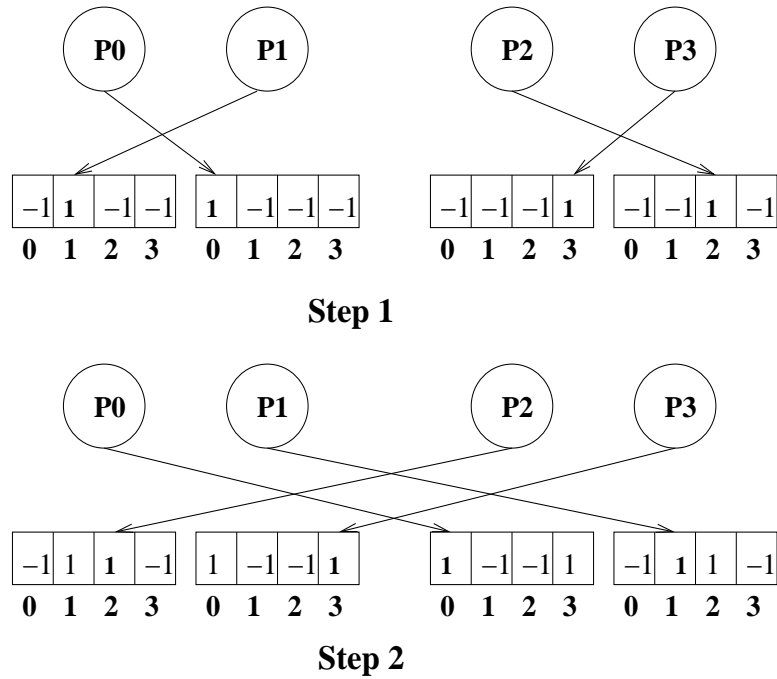 P0 P1 P2 P3
−1 1 −1 −1 1 −1 −1 −1 −1 −1 −1 1 −1 −1 1 −1
0 1 2 3 0 1 2 3 0 1 2 3 0 1 2 3
Step 1
P0 P1 P2 P3
−1 1 1 −1 1 −1 −1 1 1 −1 −1 1 −1 1 1 −1
0 1 2 3 0 1 2 3 0 1 2 3 0 1 2 3
Step 2